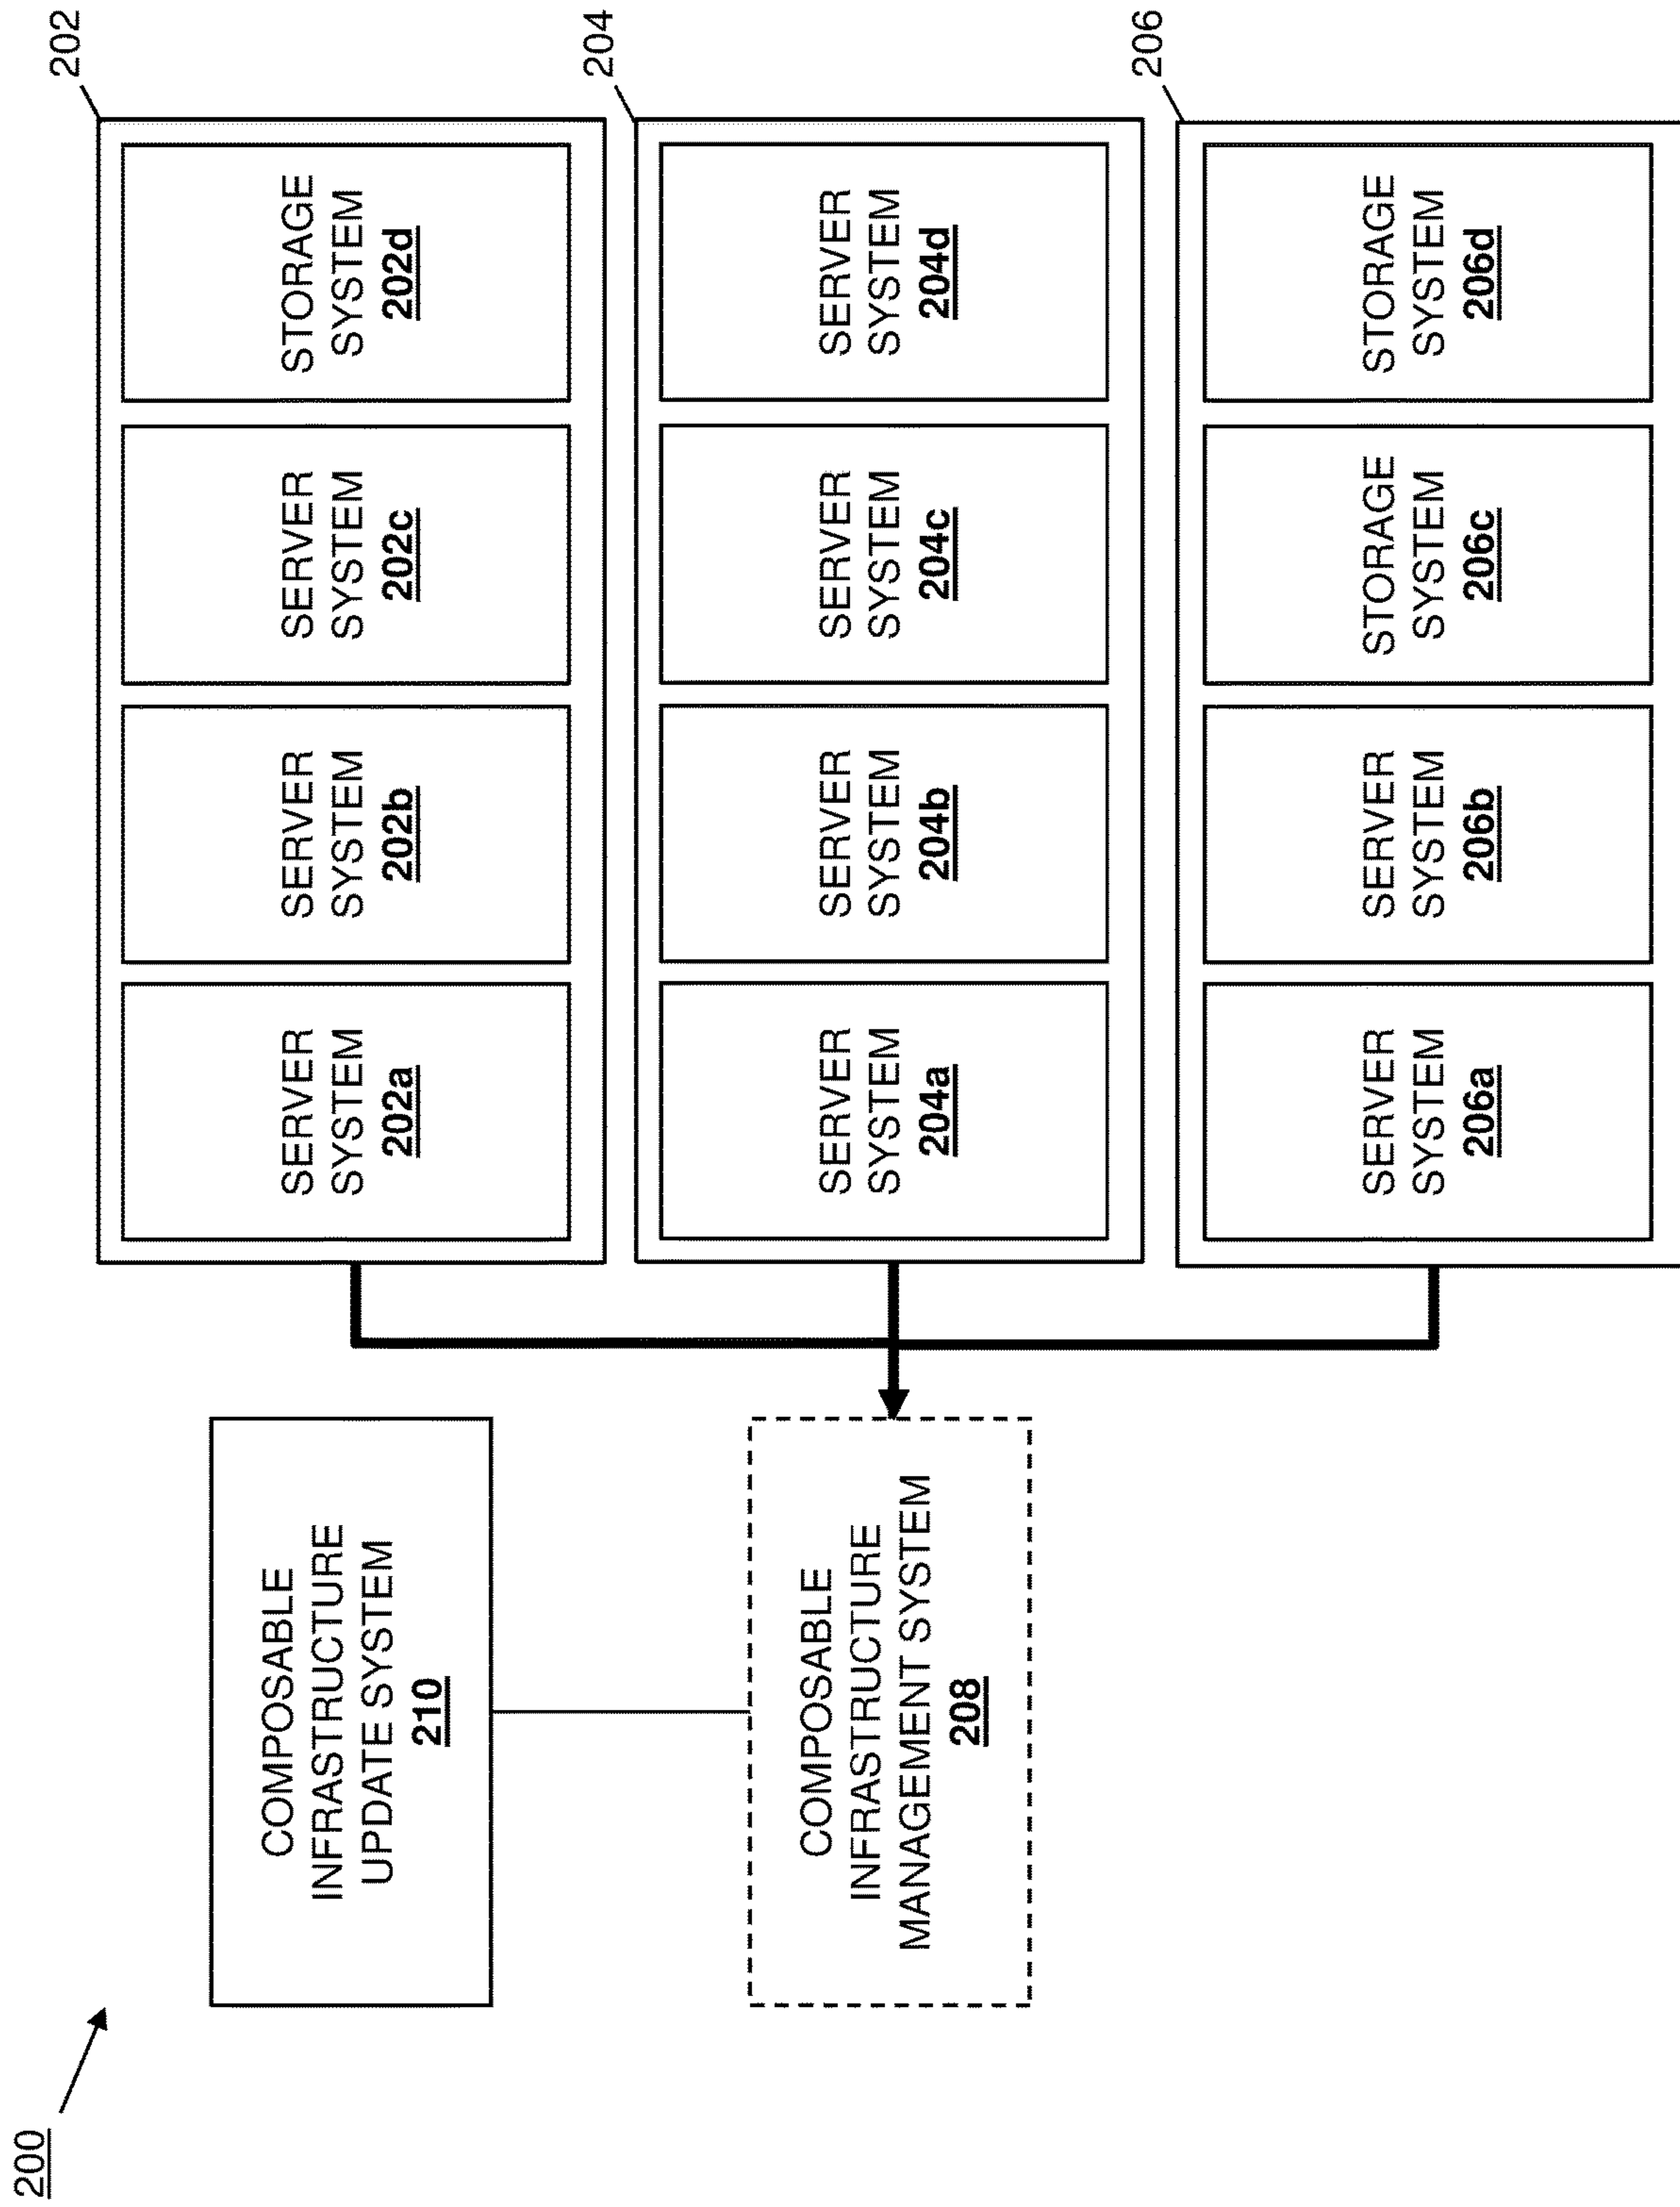 200
COMPOSABLE
INFRASTRUCTURE
UPDATE SYSTEM
210
COMPOSABLE
INFRASTRUCTURE
MANAGEMENT SYSTEM
208
202
SERVER
SYSTEM
202a
SERVER
SYSTEM
202b
SERVER
SYSTEM
202c
STORAGE
SYSTEM
202d
204
SERVER
SYSTEM
204a
SERVER
SYSTEM
204b
SERVER
SYSTEM
204c
SERVER
SYSTEM
204d
206
SERVER
SYSTEM
206a
SERVER
SYSTEM
206b
STORAGE
SYSTEM
206c
STORAGE
SYSTEM
206d